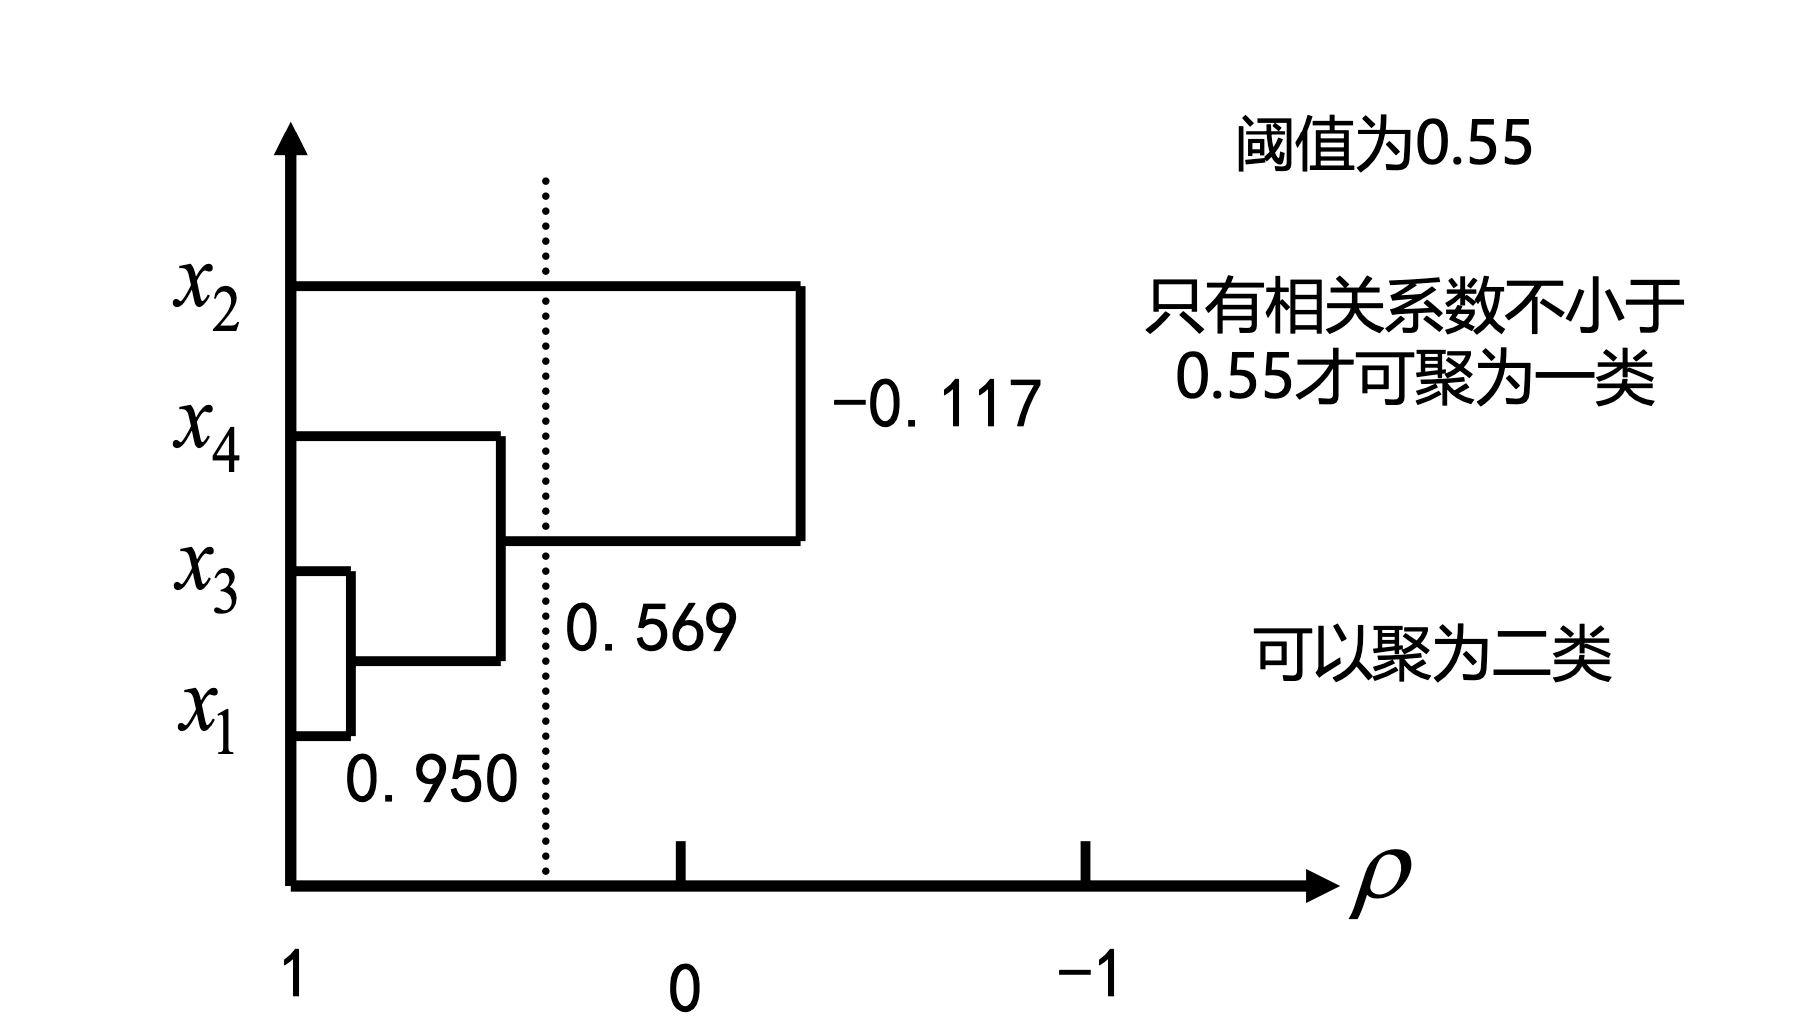 阈值为0.55
只有相关系数不小于
0.55才可聚为一类
x2
x4
-0.117
x3
0.569
可以聚为二类
x1
0.950
ρ
1
0
-1